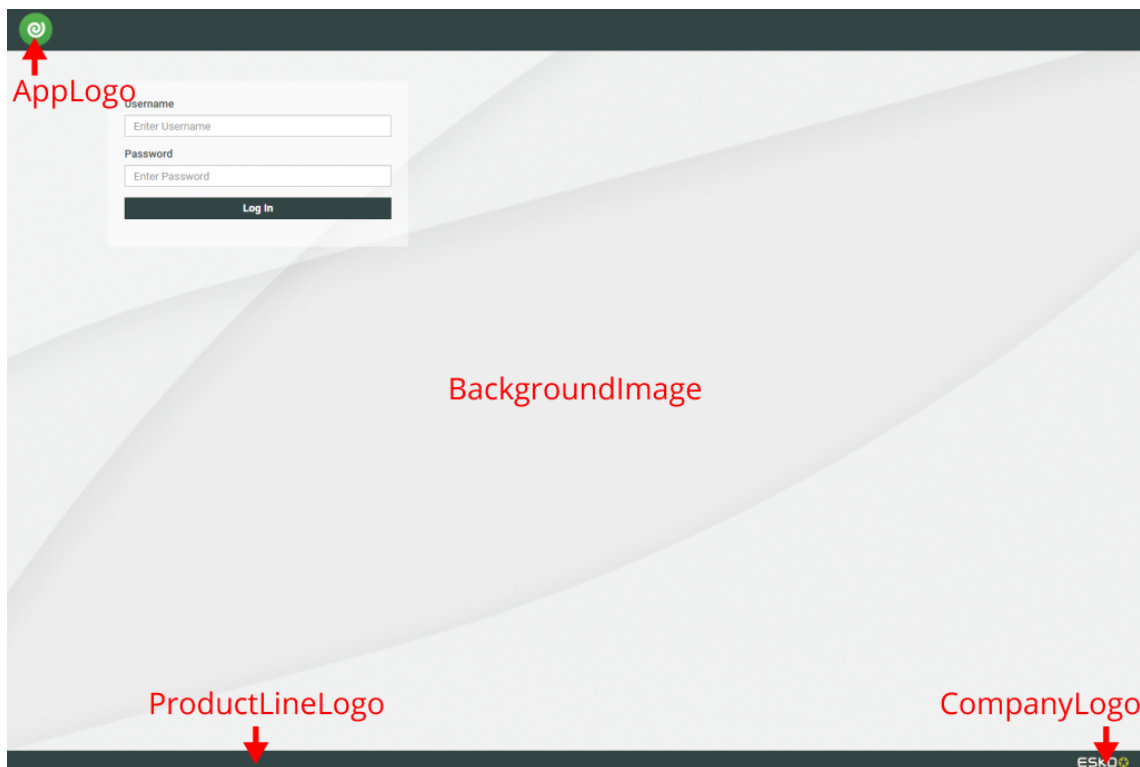 AppLogo
Username
Enter Username
Password
Enter Password
Log In
BackgroundImage
ProductLineLogo
CompanyLogo
ESKO